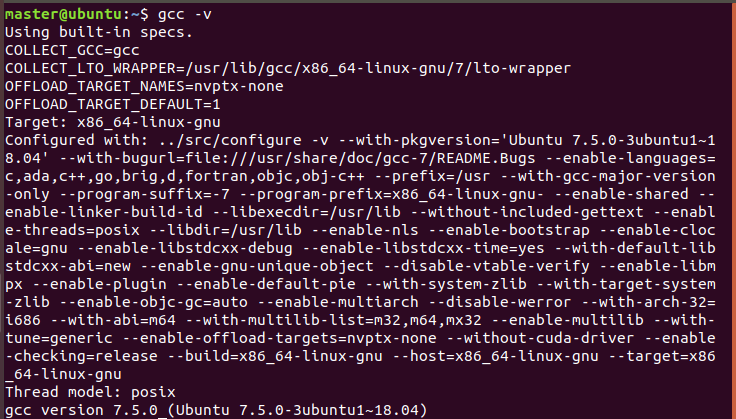 master@ubuntu:~$ gcc -v
Using built-in specs.
COLLECT_GCC=gcc
COLLECT_LTO_WRAPPER=/usr/lib/gcc/x86_64-linux-gnu/7/lto-wrapper
OFFLOAD_TARGET_NAMES=nvptx-none
OFFLOAD_TARGET_DEFAULT=1
Target: x86_64-linux-gnu
Configured with: ../src/configure -v --with-pkgversion='Ubuntu 7.5.0-3ubuntu1~1
8.04' --with-bugurl=file:///usr/share/doc/gcc-7/README.Bugs --enable-languages=
c,ada,c++,go,brig,d,fortran,objc,obj-c++ --prefix=/usr --with-gcc-major-version
-only --program-suffix=-7 --program-prefix=x86_64-linux-gnu- --enable-shared --
enable-linker-build-id --libexecdir=/usr/lib --without-included-gettext --enabl
e-threads=posix --libdir=/usr/lib --enable-nls --enable-bootstrap --enable-cloc
ale=gnu --enable-libstdcxx-debug --enable-libstdcxx-time=yes --with-default-lib
stdcxx-abi=new --enable-gnu-unique-object --disable-vtable-verify --enable-libm
px --enable-plugin --enable-default-pie --with-system-zlib --with-target-system
-zlib --enable-objc-gc=auto --enable-multiarch --disable-werror --with-arch-32=
i686 --with-abi=m64 --with-multilib-list=m32,m64,mx32 --enable-multilib --with-
tune=generic --enable-offload-targets=nvptx-none --without-cuda-driver --enable
-checking=release --build=x86_64-linux-gnu --host=x86_64-linux-gnu --target=x86
_64-linux-gnu
Thread model: posix
gcc version 7.5.0 (Ubuntu 7.5.0-3ubuntu1~18.04)